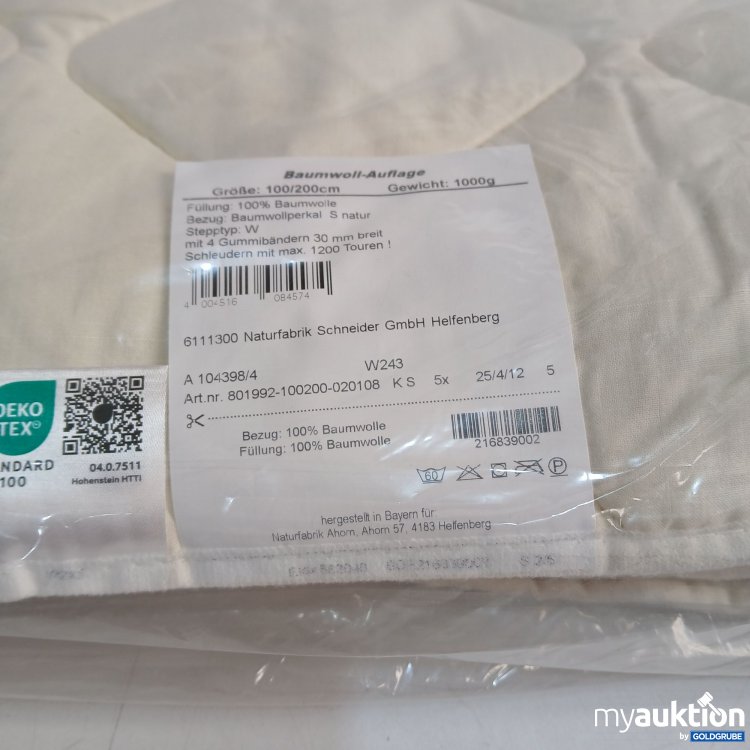 Baumwoll-Auflage
Größe: 100/200cm Gewicht: 1000g
Füllung: 100% Baumwolle
Bezug: Baumwollperkal S natur
Stepptyp: W
mit 4 Gummibändern 30 mm breit
Schleudern mit max. 1200 Touren !
4 004516 084574
6111300 Naturfabrik Schneider GmbH Helfenberg
A 104398/4 W243
Art.nr. 801992-100200-020108 K S 5x 25/4/12 5
Bezug: 100% Baumwolle
Füllung: 100% Baumwolle
216839002
60 P
hergestellt in Bayern für
Naturfabrik Ahorn, Ahorn 57, 4183 Helfenberg
OEKO
TEX®
NDARD
100
04.0.7511
Hohenstein HTTI
myauktion
by GOLDGRUBE